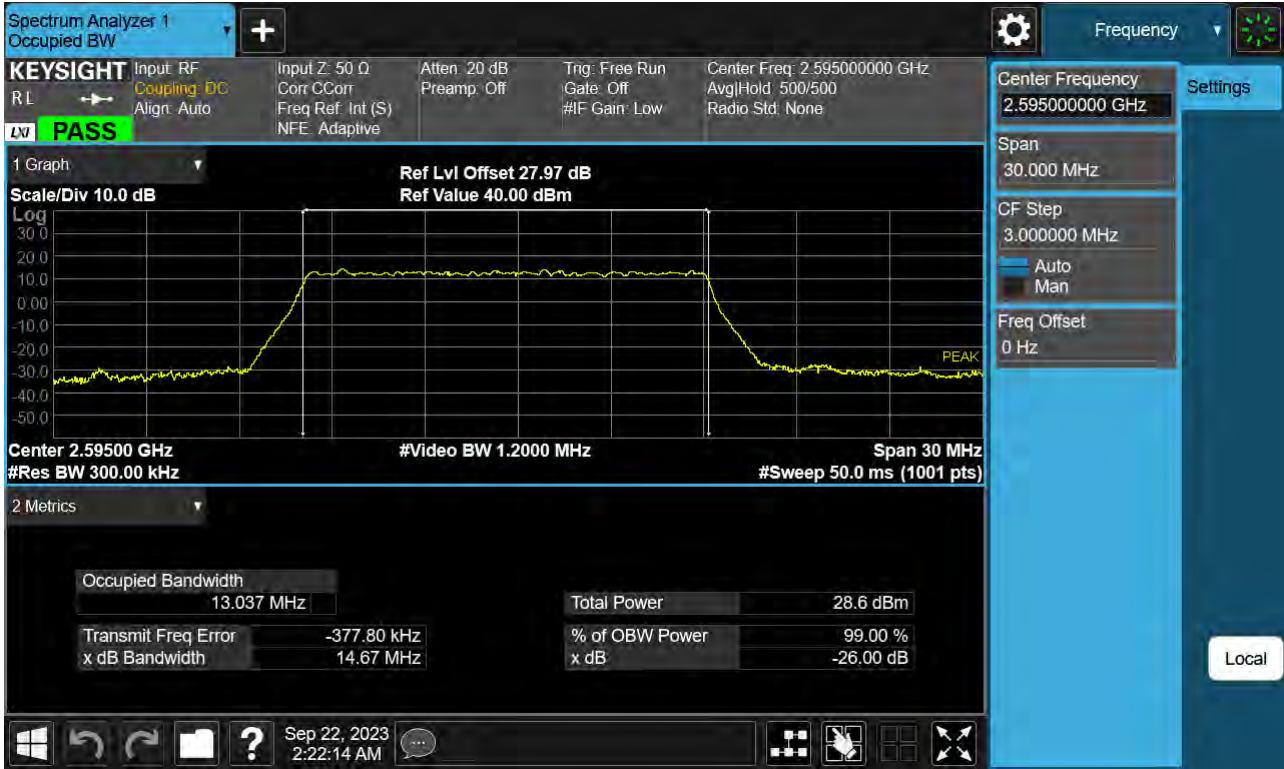 Spectrum Analyzer 1
Occupied BW
Frequency
KEYSIGHT
R L
LXI PASS
Input: RF
Coupling: DC
Align: Auto
Input Z: 50 Ω
Corr CCorr
Freq Ref: Int (S)
NFE: Adaptive
Atten: 20 dB
Preamp: Off
Trig: Free Run
Gate: Off
#IF Gain: Low
Center Freq: 2.595000000 GHz
Avg|Hold: 500/500
Radio Std: None
Center Frequency
2.595000000 GHz
Settings
Span
30.000 MHz
CF Step
3.000000 MHz
Auto
Man
Freq Offset
0 Hz
Local
1 Graph
Ref Lvl Offset 27.97 dB
Scale/Div 10.0 dB
Ref Value 40.00 dBm
Log
30.0
20.0
10.0
0.00
-10.0
-20.0
-30.0
-40.0
-50.0
PEAK
Center 2.59500 GHz
#Video BW 1.2000 MHz
Span 30 MHz
#Res BW 300.00 kHz
#Sweep 50.0 ms (1001 pts)
2 Metrics
Occupied Bandwidth
13.037 MHz
Total Power 28.6 dBm
Transmit Freq Error -377.80 kHz
% of OBW Power 99.00 %
x dB Bandwidth 14.67 MHz
x dB -26.00 dB
Sep 22, 2023
2:22:14 AM